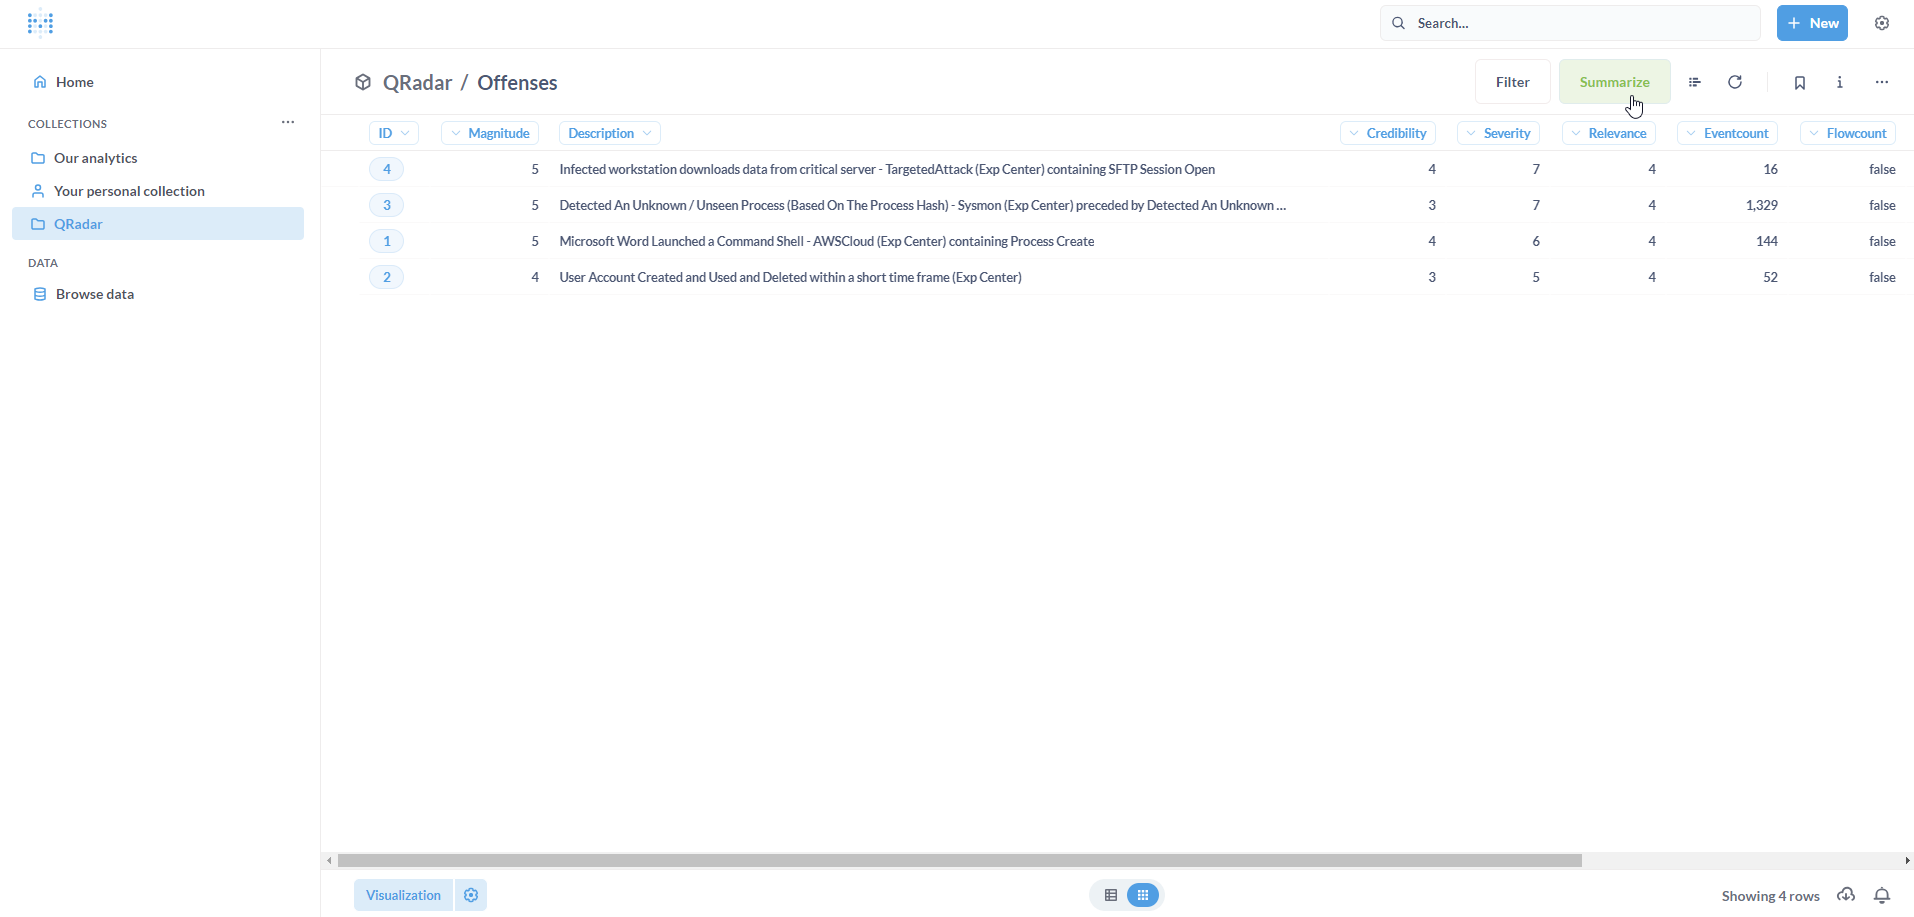 Search...
+ New
Home
COLLECTIONS
Our analytics
Your personal collection
QRadar
DATA
Browse data
QRadar / Offenses
Filter
Summarize
ID Magnitude Description Credibility Severity Relevance Eventcount Flowcount
4 5 Infected workstation downloads data from critical server - TargetedAttack (Exp Center) containing SFTP Session Open 4 7 4 16 false
3 5 Detected An Unknown / Unseen Process (Based On The Process Hash) - Sysmon (Exp Center) preceded by Detected An Unknown ... 3 7 4 1,329 false
1 5 Microsoft Word Launched a Command Shell - AWSCloud (Exp Center) containing Process Create 4 6 4 144 false
2 4 User Account Created and Used and Deleted within a short time frame (Exp Center) 3 5 4 52 false
Visualization
Showing 4 rows